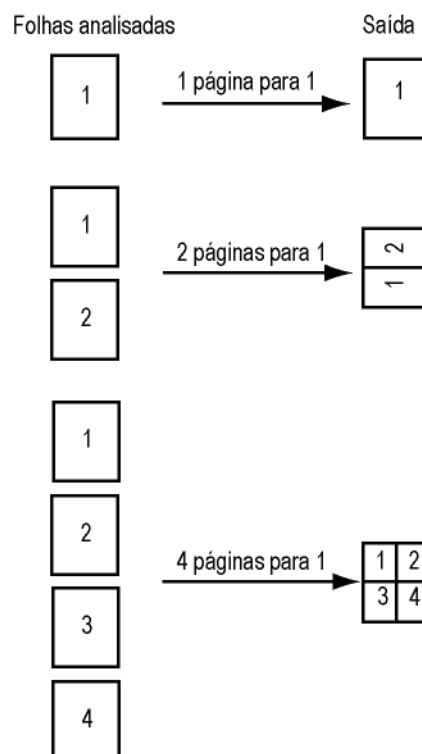 Folhas analisadas Saída
1 1 página para 1 1
1
2 páginas para 1
2
1
2
1
2
4 páginas para 1
1 2
3 4
3
4